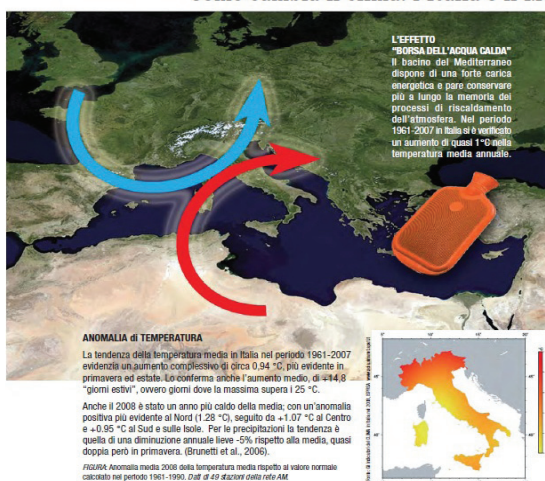 L'EFFETTO
"BORSA DELL'ACQUA CALDA"
Il bacino del Mediterraneo
dispone di una forte carica
energetica e pare conservare
più a lungo la memoria dei
processi di riscaldamento
dell'atmosfera. Nel periodo
1961-2007 in Italia si è verificato
un aumento di quasi 1°C nella
temperatura media annuale.
ANOMALIA di TEMPERATURA
La tendenza della temperatura media in Italia nel periodo 1961-2007
evidenzia un aumento complessivo di circa 0,94 °C, più evidente in
primavera ed estate. Lo conferma anche l'aumento medio, di +14,8
"giorni estivi", ovvero giorni dove la massima supera i 25 °C.
Anche il 2008 è stato un anno più caldo della media; con un'anomalia
positiva più evidente al Nord (1.28 °C), seguito da +1.07 °C al Centro
e +0.95 °C al Sud e sulle Isole. Per le precipitazioni la tendenza è
quella di una diminuzione annuale lieve -5% rispetto alla media, quasi
doppia però in primavera. (Brunetti et al., 2006).
FIGURA: Anomalia media 2008 della temperatura media rispetto al valore normale
calcolato nel periodo 1961-1990. Dati di 49 stazioni della rete AM.